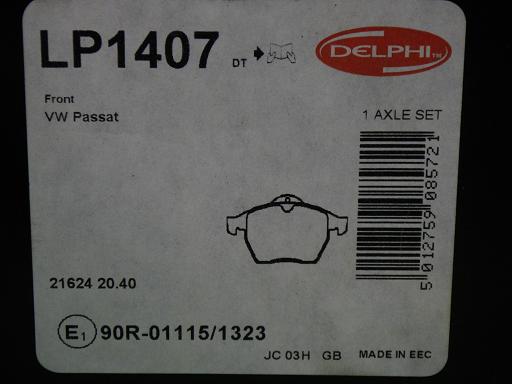 LP1407 DT DELPHI™
Front
VW Passat
1 AXLE SET
5 012759 085721
21624 20.40
E1 90R-01115/1323
JC 03H GB MADE IN EEC